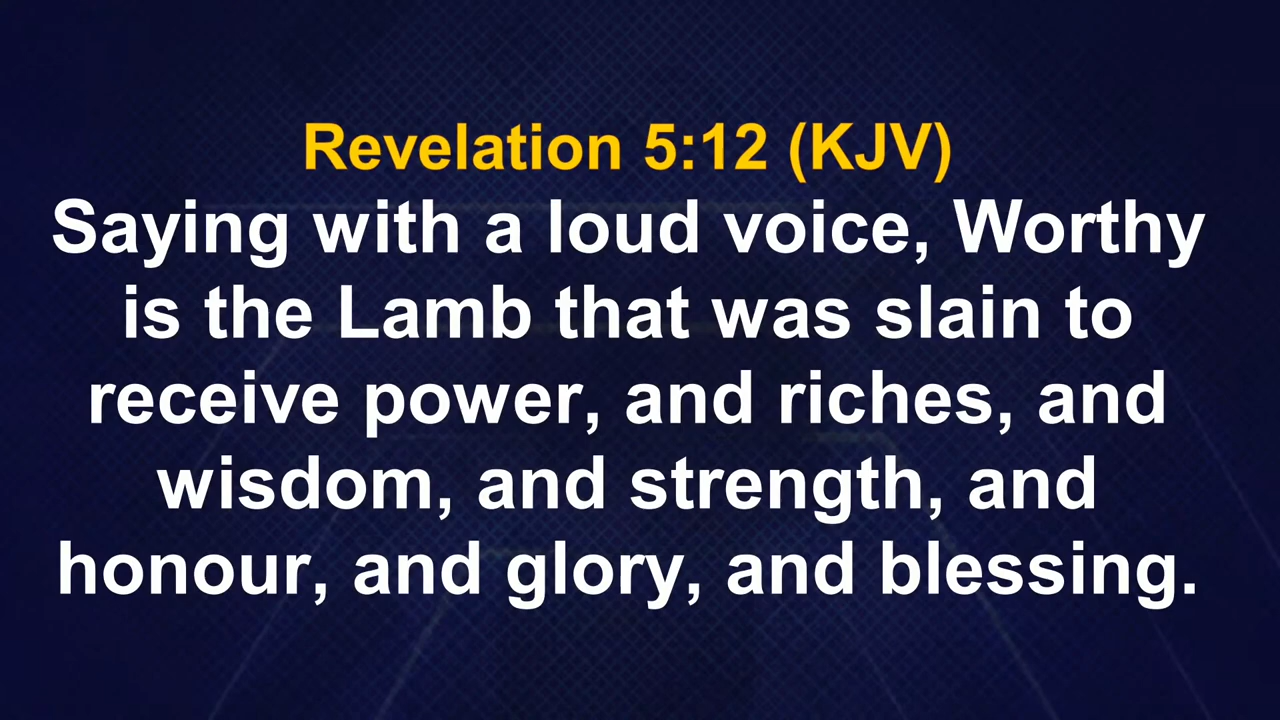 Revelation 5:12 (KJV)
Saying with a loud voice, Worthy
is the Lamb that was slain to
receive power, and riches, and
wisdom, and strength, and
honour, and glory, and blessing.